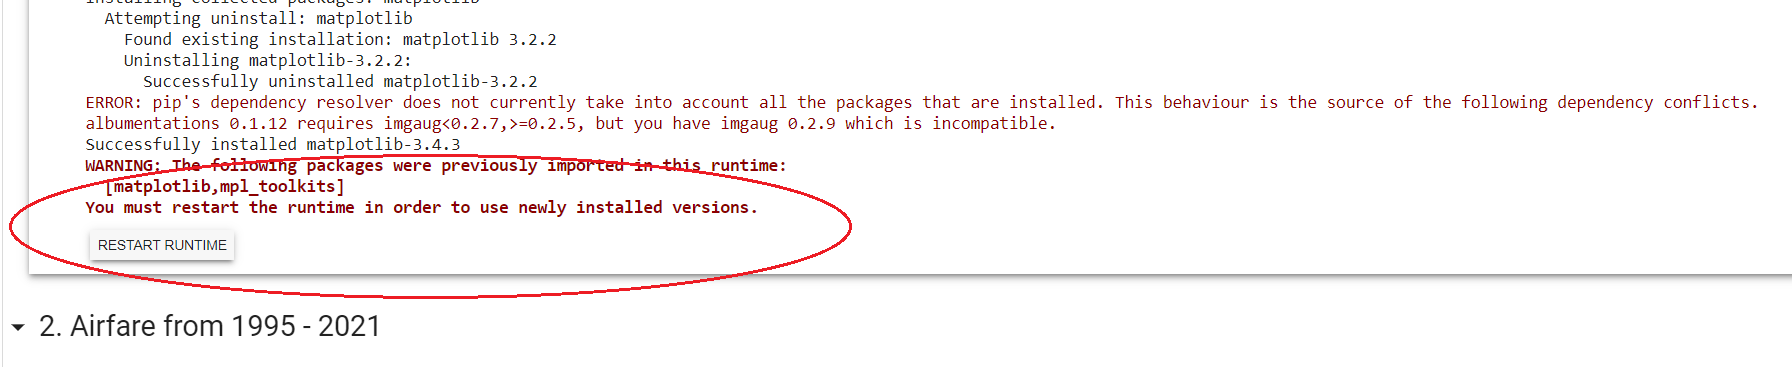 Installing collected packages: matplotlib
Attempting uninstall: matplotlib
Found existing installation: matplotlib 3.2.2
Uninstalling matplotlib-3.2.2:
Successfully uninstalled matplotlib-3.2.2
ERROR: pip's dependency resolver does not currently take into account all the packages that are installed. This behaviour is the source of the following dependency conflicts.
albumentations 0.1.12 requires imgaug<0.2.7,>=0.2.5, but you have imgaug 0.2.9 which is incompatible.
Successfully installed matplotlib-3.4.3
WARNING: The following packages were previously imported in this runtime:
[matplotlib,mpl_toolkits]
You must restart the runtime in order to use newly installed versions.
RESTART RUNTIME
2. Airfare from 1995 - 2021